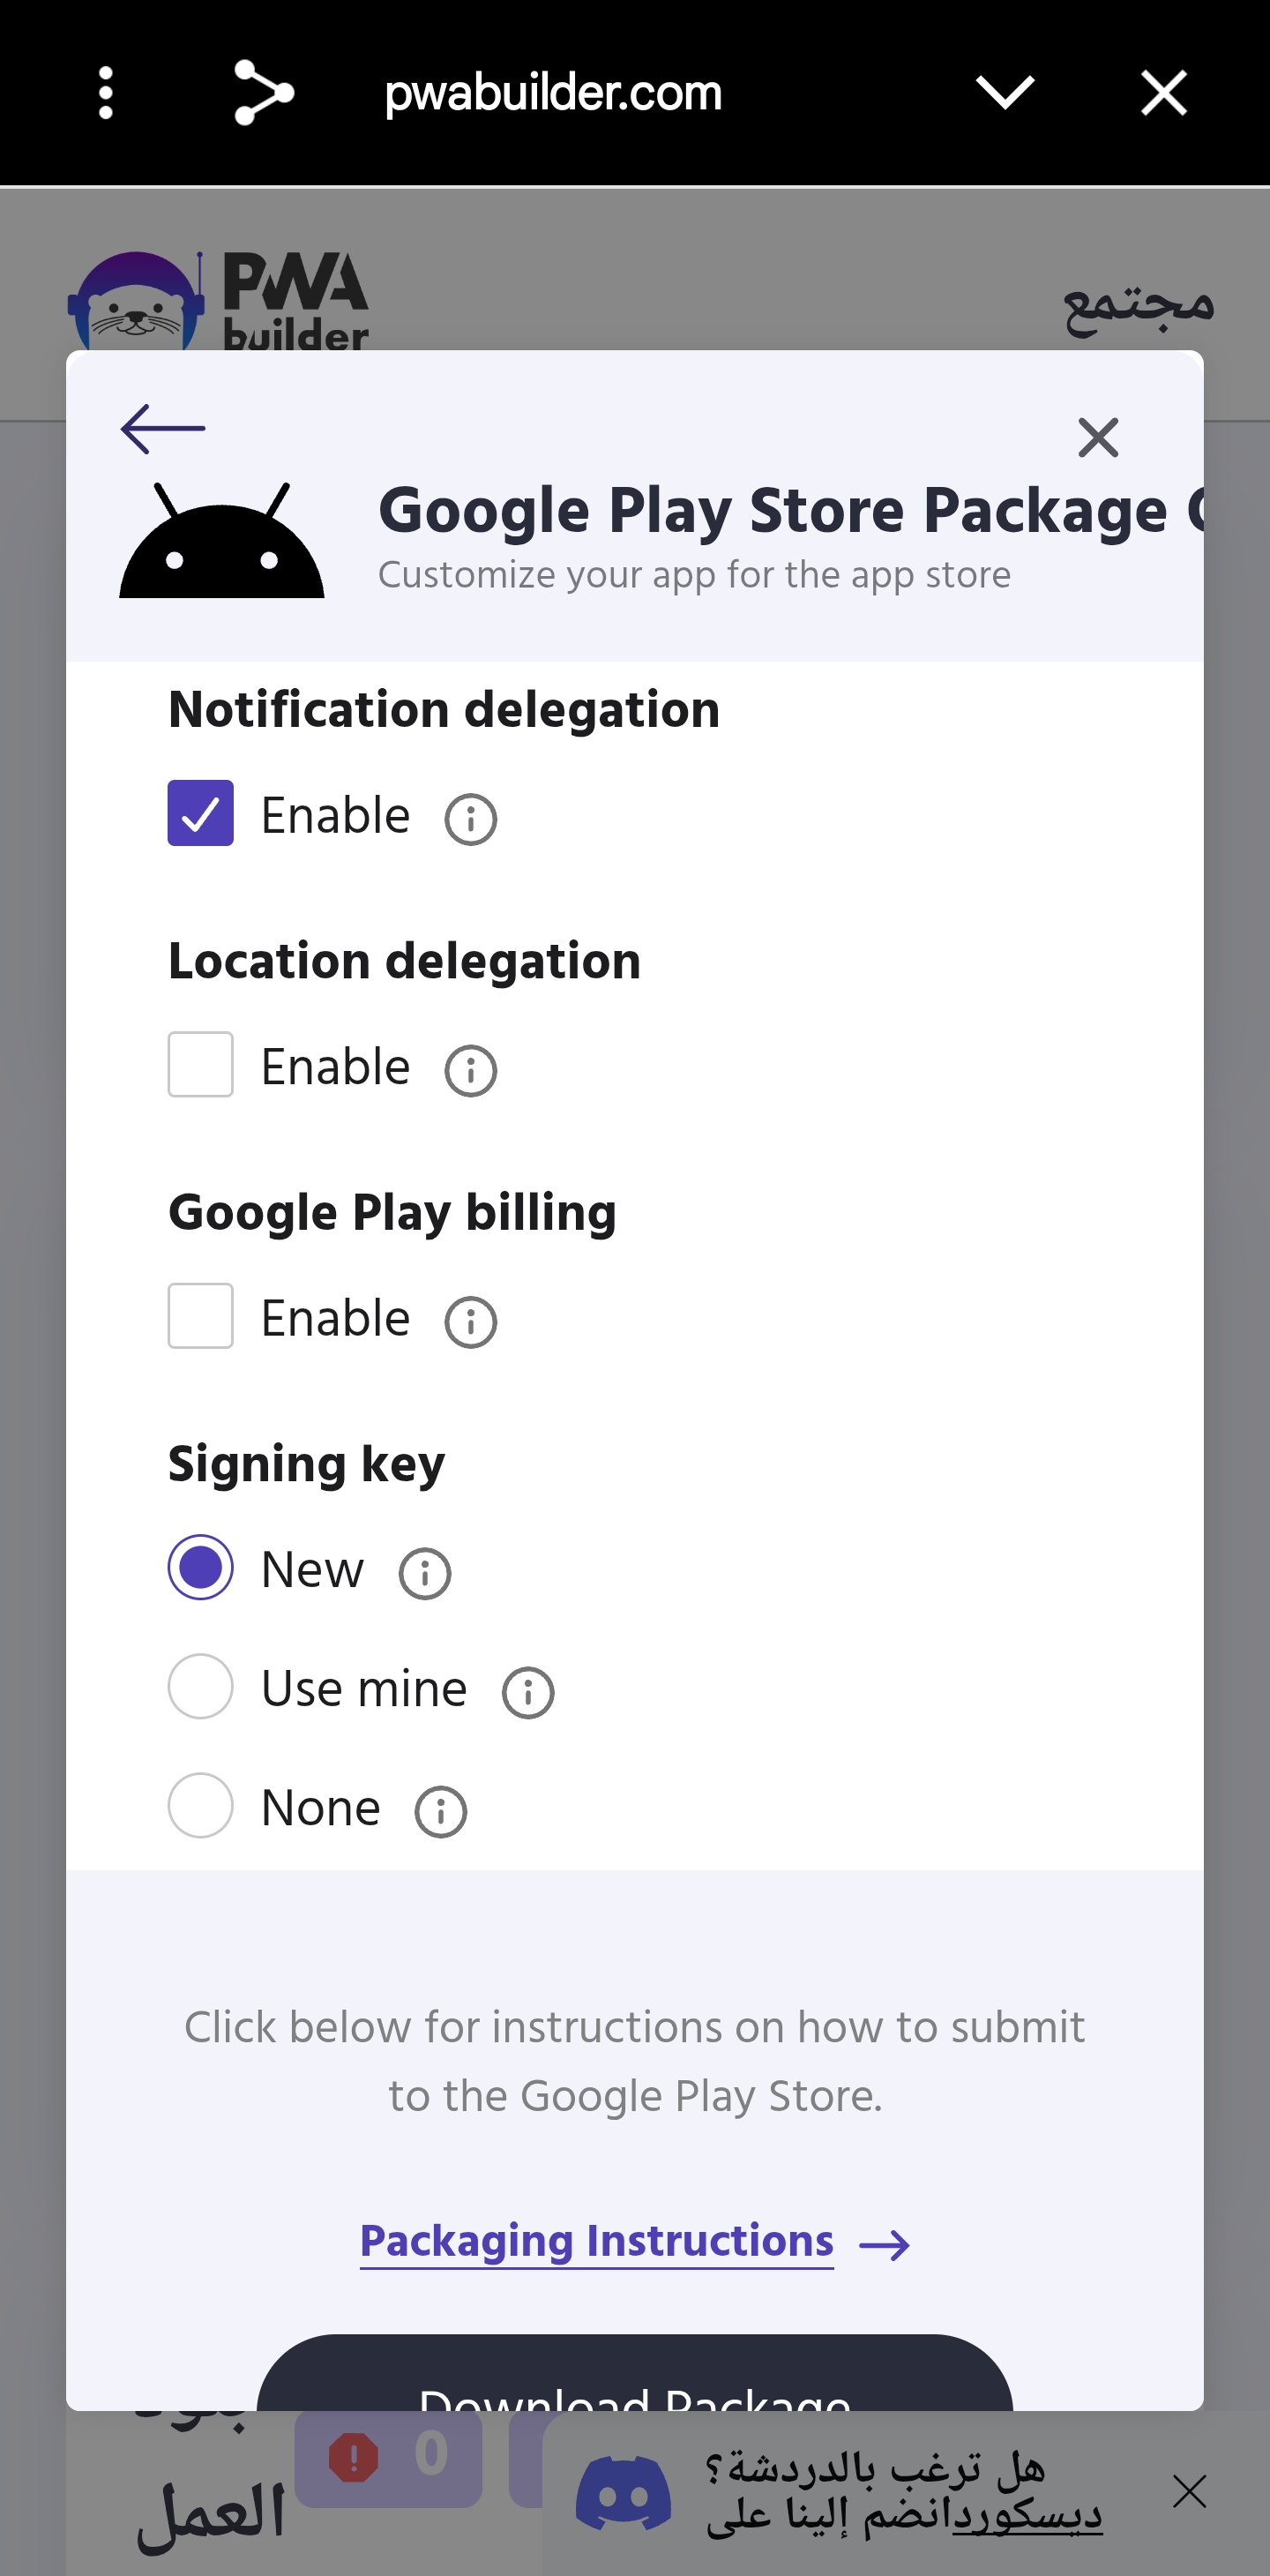 pwabuilder.com
PWA
builder
مجتمع
Google Play Store Package
Customize your app for the app store
Notification delegation
Enable
Location delegation
Enable
Google Play billing
Enable
Signing key
New
Use mine
None
Click below for instructions on how to submit
to the Google Play Store.
Packaging Instructions
Download Package
0
العمل
هل ترغب بالدردشة؟
انضم إلينا على ديسكورد